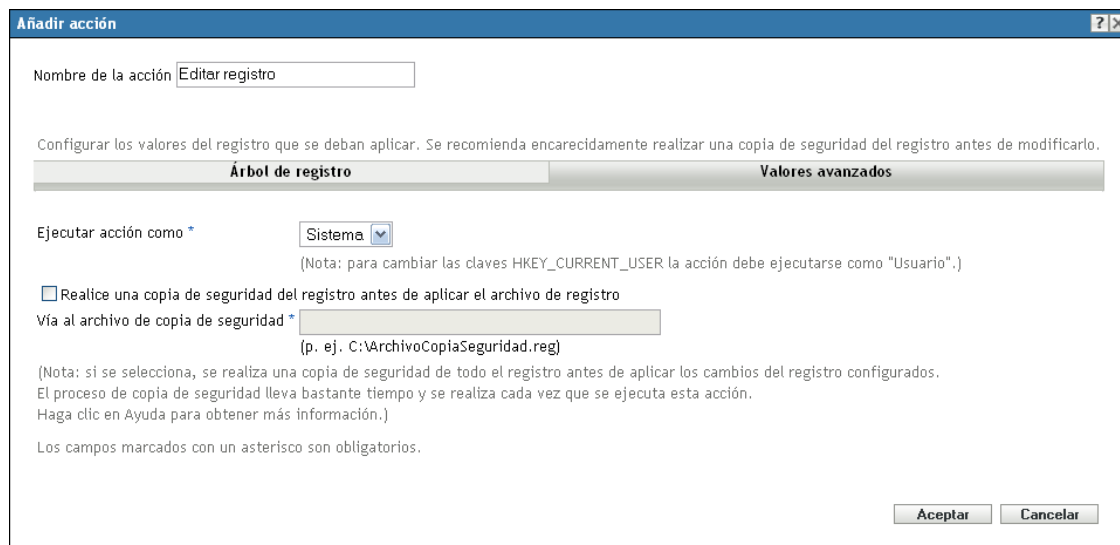 Añadir acción
?
Nombre de la acción Editar registro
Configurar los valores del registro que se deban aplicar. Se recomienda encarecidamente realizar una copia de seguridad del registro antes de modificarlo.
Árbol de registro Valores avanzados
Ejecutar acción como * Sistema
(Nota: para cambiar las claves HKEY_CURRENT_USER la acción debe ejecutarse como "Usuario".)
Realice una copia de seguridad del registro antes de aplicar el archivo de registro
Vía al archivo de copia de seguridad *
(p. ej. C:\ArchivoCopiaSeguridad.reg)
(Nota: si se selecciona, se realiza una copia de seguridad de todo el registro antes de aplicar los cambios del registro configurados.
El proceso de copia de seguridad lleva bastante tiempo y se realiza cada vez que se ejecuta esta acción.
Haga clic en Ayuda para obtener más información.)
Los campos marcados con un asterisco son obligatorios.
Aceptar Cancelar